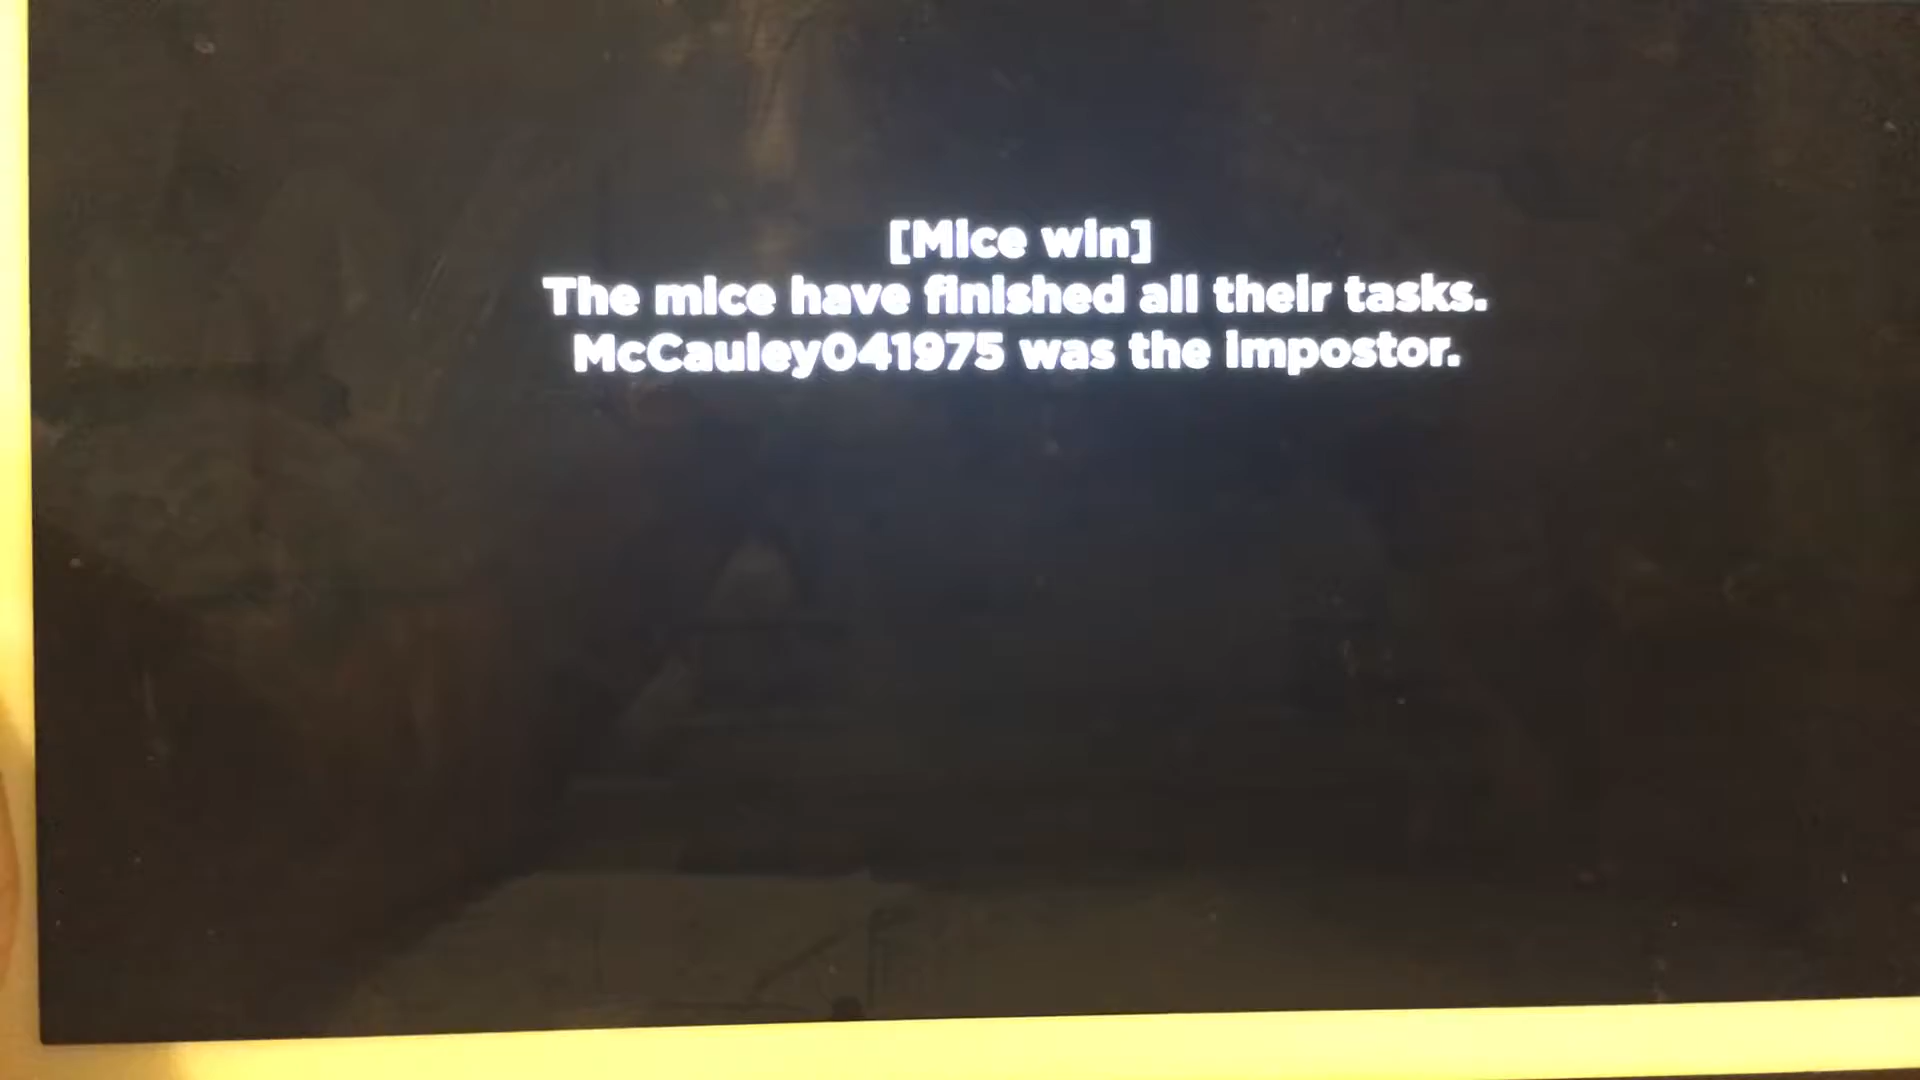 [Mice win]
The mice have finished all their tasks.
McCauley041975 was the impostor.